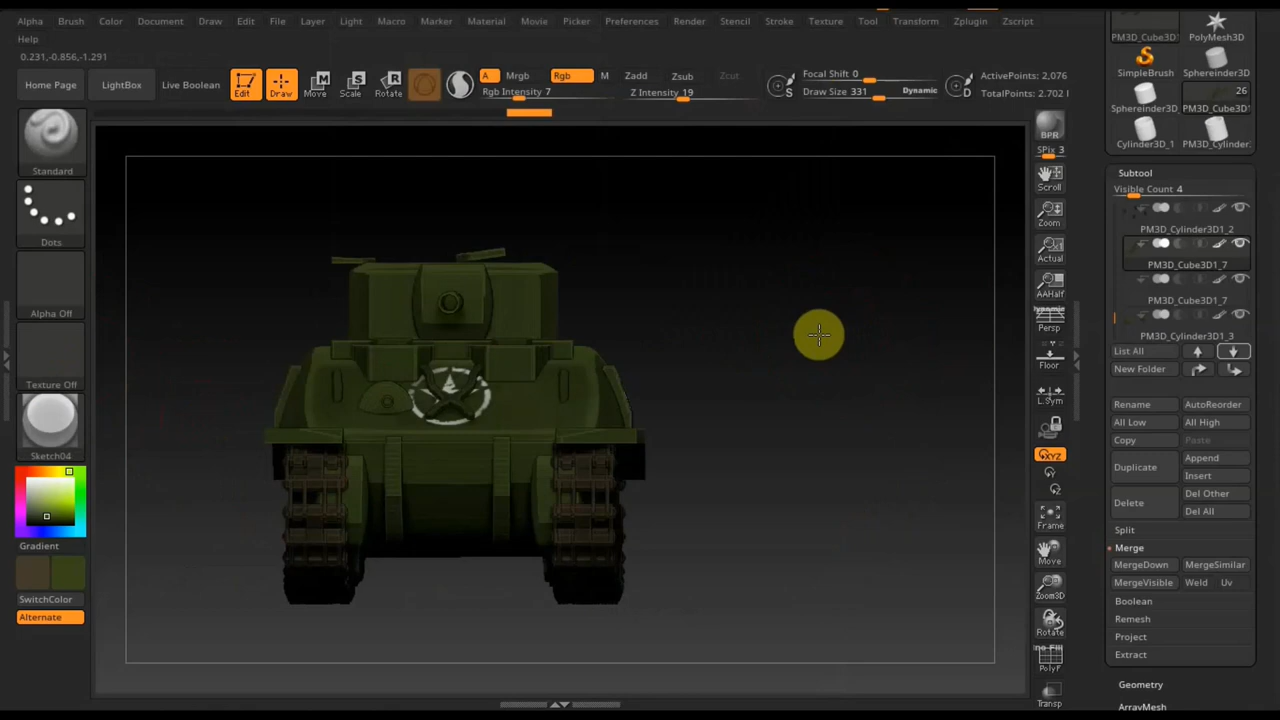 Alpha Brush Color Document Draw Edit File Layer Light Macro Marker Material Movie Picker Preferences Render Stencil Stroke Texture Tool Transform Zplugin Zscript
Help
0.231,-0.856,-1.291
Home Page LightBox Live Boolean Edit Draw Move Scale Rotate
A Mrgb Rgb M Zadd Zsub Zcut
Rgb Intensity 7 Z Intensity 19
Focal Shift 0
Draw Size 331 Dynamic
S D
ActivePoints: 2,076
TotalPoints: 2.702
Standard
Dots
Alpha Off
Texture Off
Sketch04
Gradient
SwitchColor
Alternate
BPR
SPix 3
Scroll
Zoom
Actual
AAHalf
Dynamic
Persp
Floor
L.Sym
XYZ
Y
Z
Frame
Move
Zoom3D
Rotate
Line Fill
PolyF
Transp
PM3D_Cube3D1 PolyMesh3D
SimpleBrush Sphereinder3D
26
Sphereinder3D_ PM3D_Cube3D1
Cylinder3D_1 PM3D_Cylinder.
Subtool
Visible Count 4
PM3D_Cylinder3D1_2
PM3D_Cube3D1_7
PM3D_Cube3D1_7
PM3D_Cylinder3D1_3
List All
New Folder
Rename AutoReorder
All Low All High
Copy Paste
Duplicate Append
Insert
Delete Del Other
Del All
Split
Merge
MergeDown MergeSimilar
MergeVisible Weld Uv
Boolean
Remesh
Project
Extract
Geometry
ArrayMesh